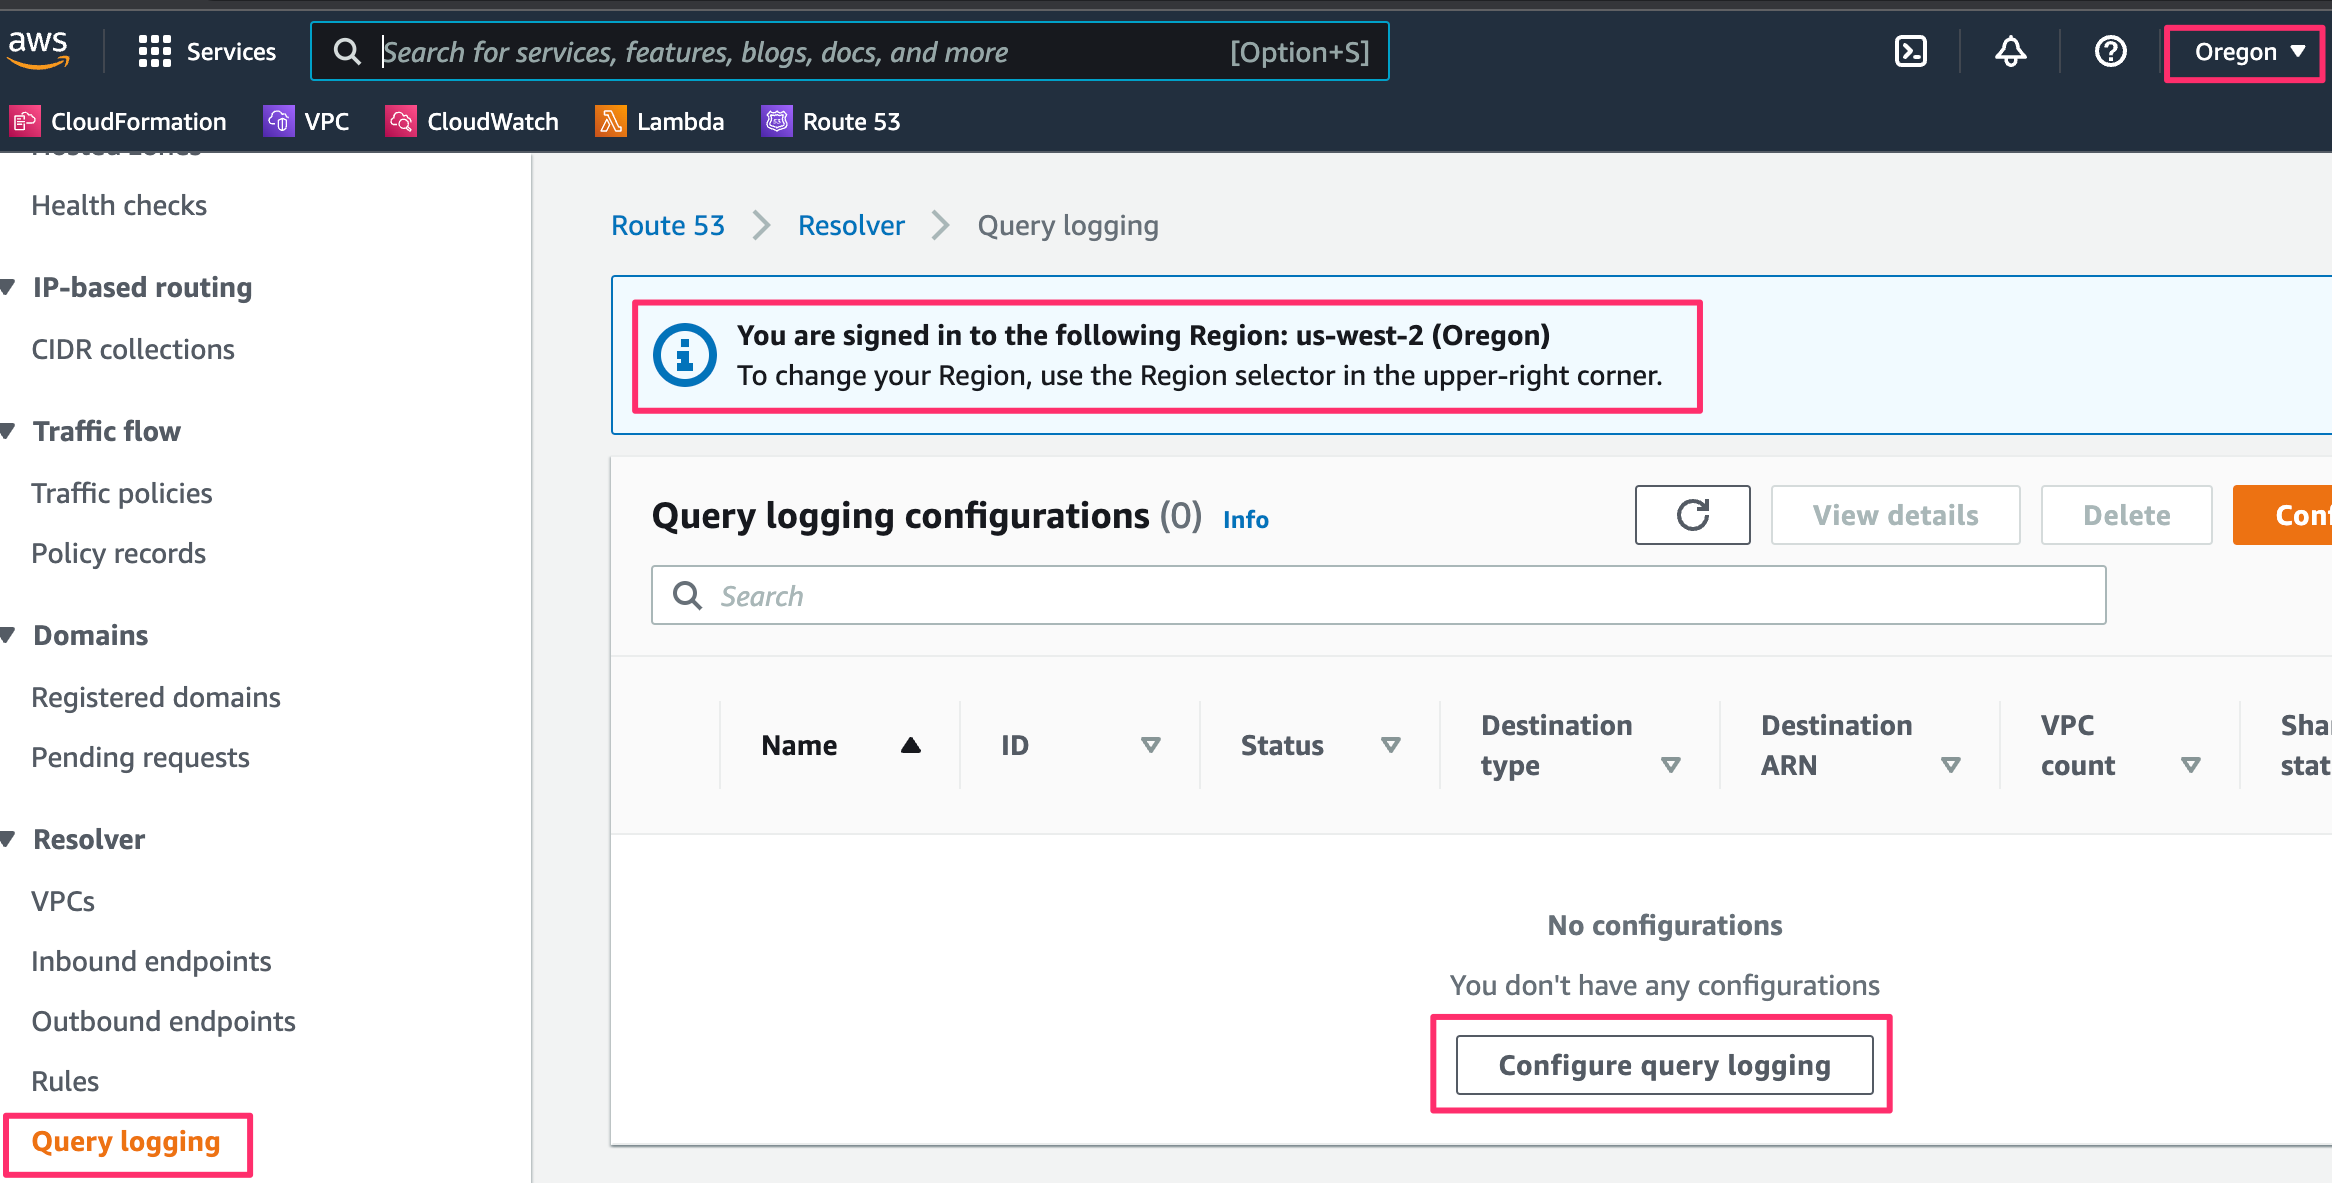 aws
Services
Search for services, features, blogs, docs, and more
[Option+S]
Oregon
CloudFormation
VPC
CloudWatch
Lambda
Route 53
Hosted zones
Health checks
IP-based routing
CIDR collections
Traffic flow
Traffic policies
Policy records
Domains
Registered domains
Pending requests
Resolver
VPCs
Inbound endpoints
Outbound endpoints
Rules
Query logging
Route 53 > Resolver > Query logging
You are signed in to the following Region: us-west-2 (Oregon)
To change your Region, use the Region selector in the upper-right corner.
Query logging configurations (0) Info
View details
Delete
Conf
Search
Name
ID
Status
Destination
type
Destination
ARN
VPC
count
Shar
stat
No configurations
You don't have any configurations
Configure query logging